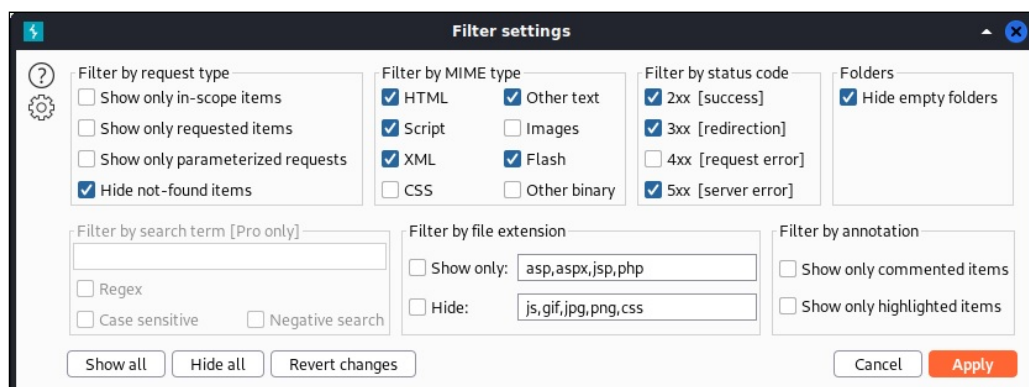 Filter settings
Filter by request type
Show only in-scope items
Show only requested items
Show only parameterized requests
Hide not-found items
Filter by MIME type
HTML Other text
Script Images
XML Flash
CSS Other binary
Filter by status code
2xx [success]
3xx [redirection]
4xx [request error]
5xx [server error]
Folders
Hide empty folders
Filter by search term [Pro only]
Regex
Case sensitive Negative search
Filter by file extension
Show only: asp,aspx,jsp,php
Hide: js,gif,jpg,png,css
Filter by annotation
Show only commented items
Show only highlighted items
Show all Hide all Revert changes Cancel Apply